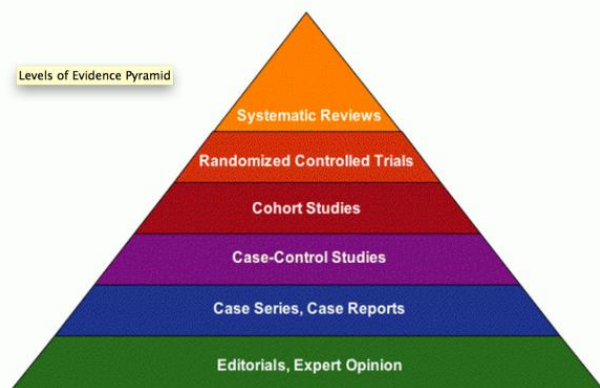 Levels of Evidence Pyramid
Systematic Reviews
Randomized Controlled Trials
Cohort Studies
Case-Control Studies
Case Series, Case Reports
Editorials, Expert Opinion